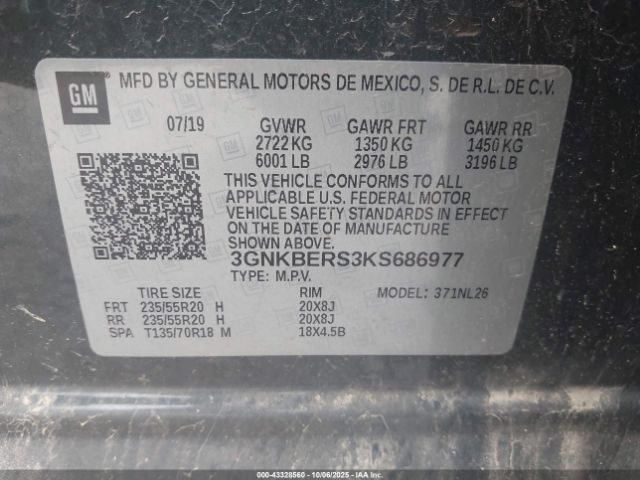 GM
MFD BY GENERAL MOTORS DE MEXICO, S. DE R.L. DE C.V.
07/19 GVWR GAWR FRT GAWR RR
2722 KG 1350 KG 1450 KG
6001 LB 2976 LB 3196 LB
THIS VEHICLE CONFORMS TO ALL
APPLICABLE U.S. FEDERAL MOTOR
VEHICLE SAFETY STANDARDS IN EFFECT
ON THE DATE OF MANUFACTURE
3GNKBERS3KS686977
TYPE: M.P.V.
TIRE SIZE RIM MODEL: 371NL26
FRT 235/55R20 H 20X8J
RR 235/55R20 H 20X8J
SPA T135/70R18 M 18X4.5B
000-43328560 - 10/06/2025 - © IAA Holdings, LLC